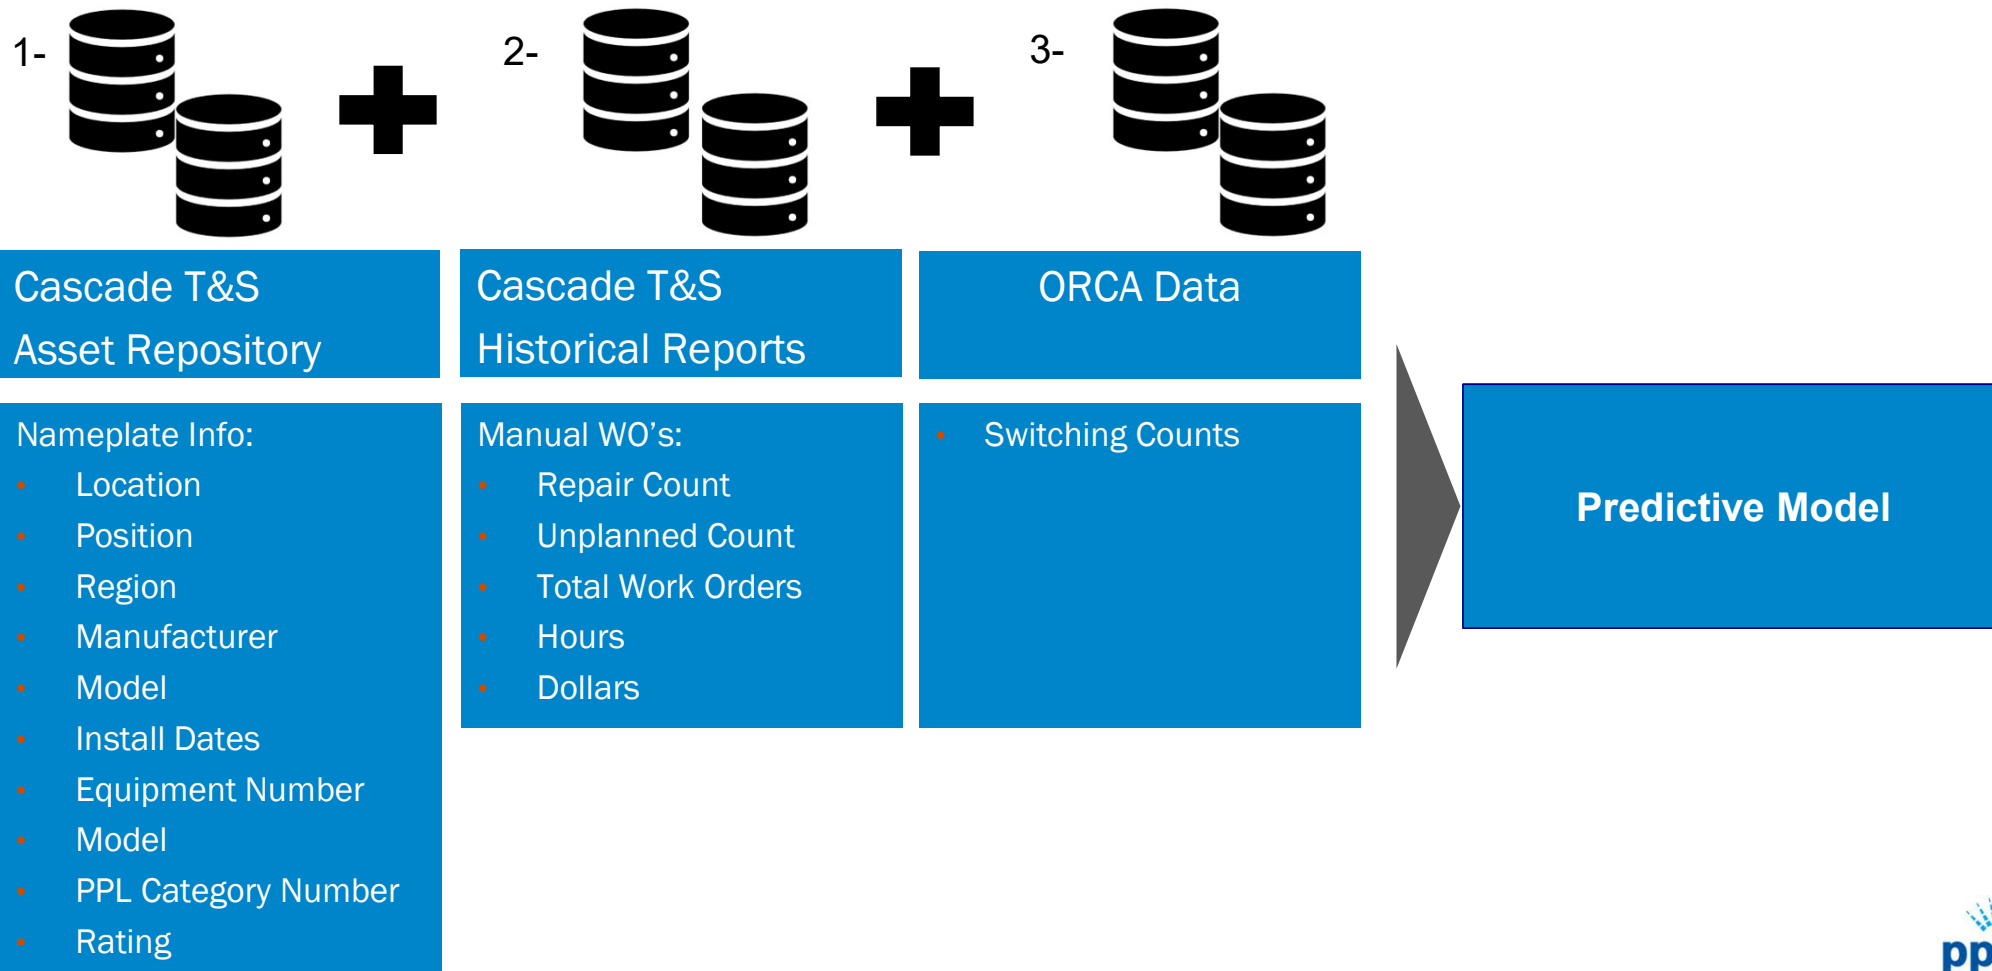 1-
2-
3-
Cascade T&S
Asset Repository
Cascade T&S
Historical Reports
ORCA Data
Nameplate Info:
• Location
• Position
• Region
• Manufacturer
• Model
• Install Dates
• Equipment Number
• Model
• PPL Category Number
• Rating
Manual WO's:
• Repair Count
• Unplanned Count
• Total Work Orders
• Hours
• Dollars
• Switching Counts
Predictive Model
pp